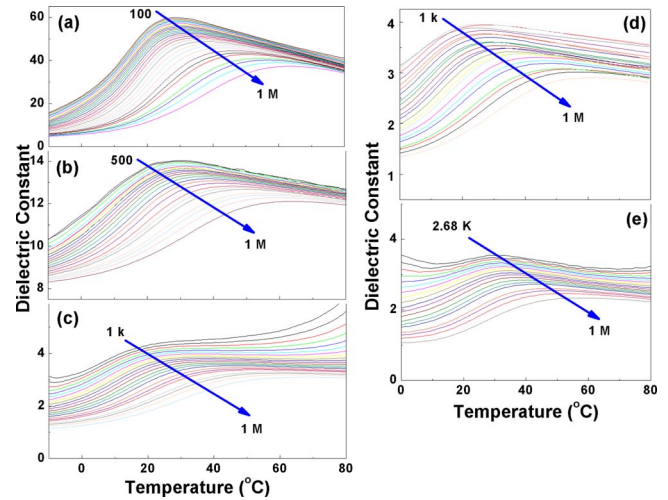 (a)
100
1 M
60
40
20
0
(b)
500
1 M
14
12
10
8
(c)
1 k
1 M
4
2
0
0
20
40
60
80
Dielectric Constant
Temperature (°C)
(d)
1 k
1 M
4
3
2
1
(e)
2.68 K
1 M
4
2
0
0
20
40
60
80
Dielectric Constant
Temperature (°C)